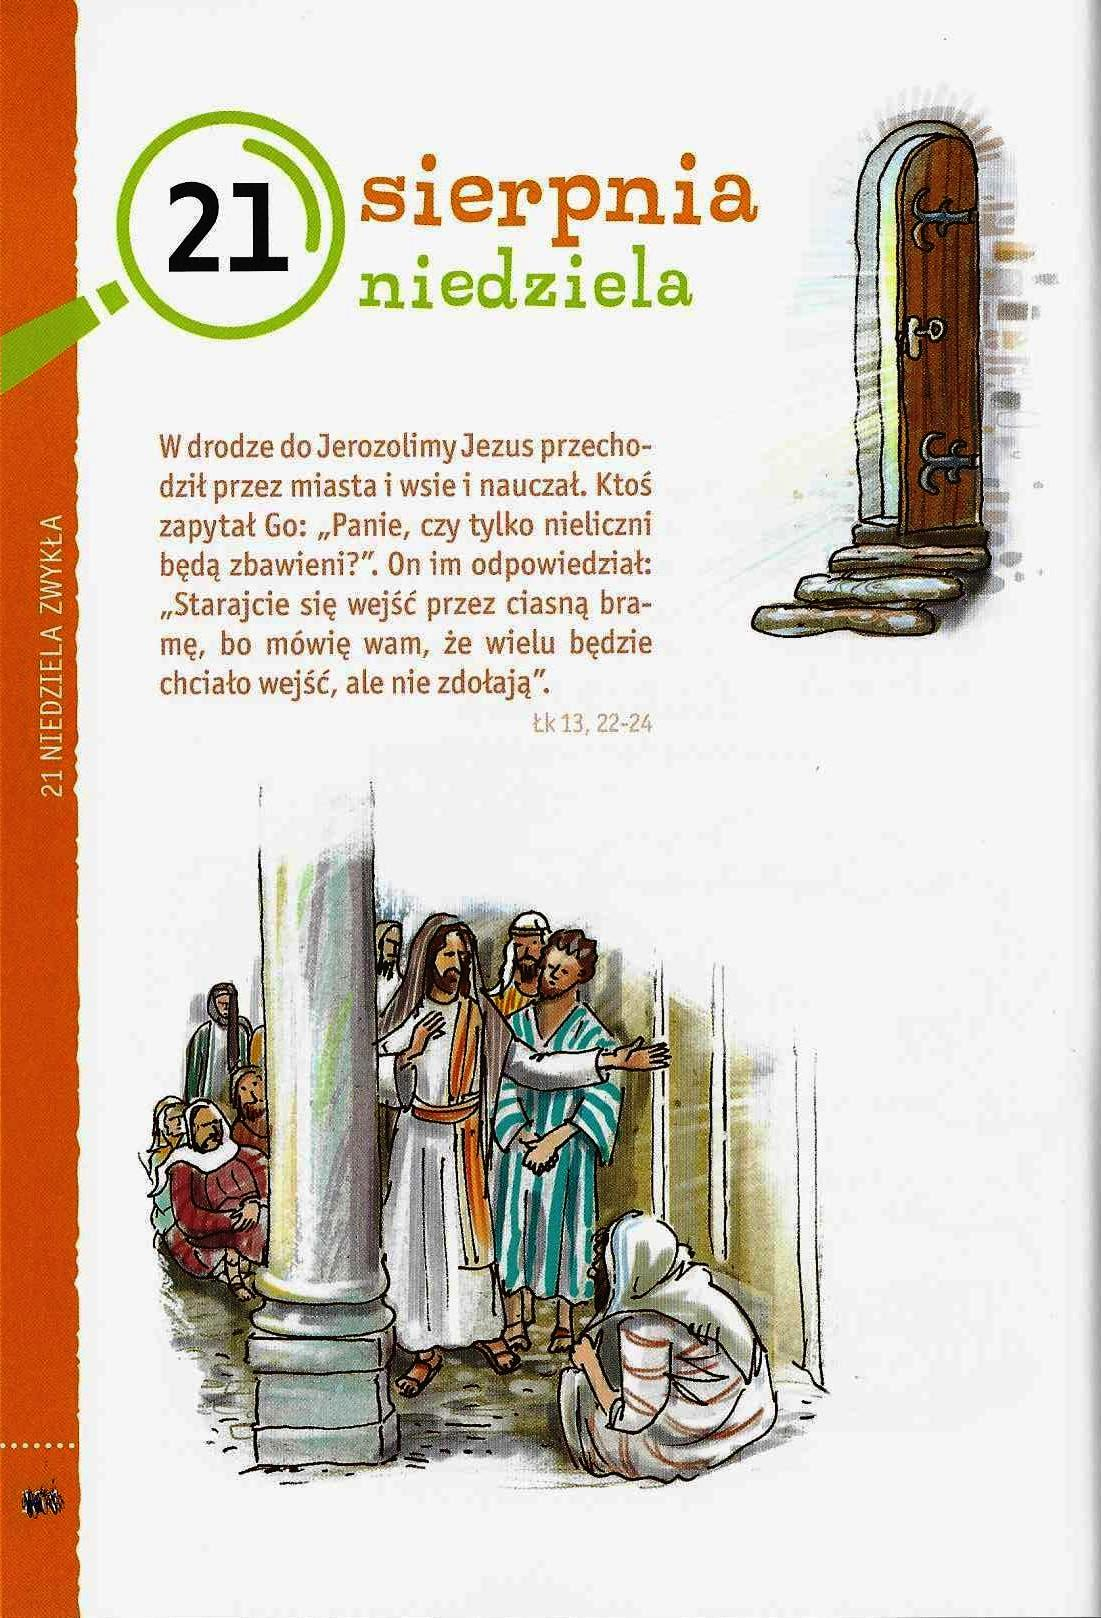 21
sierpnia
niedziela
W drodze do Jerozolimy Jezus przecho-
dził przez miasta i wsie i nauczał. Ktoś
zapytał Go: „Panie, czy tylko nieliczni
będą zbawieni?”. On im odpowiedział:
„Starajcie się wejść przez ciasną bra-
mę, bo mówię wam, że wielu będzie
chciało wejść, ale nie zdołają”.
Łk 13, 22-24
21 NIEDZIELA ZWYKŁA